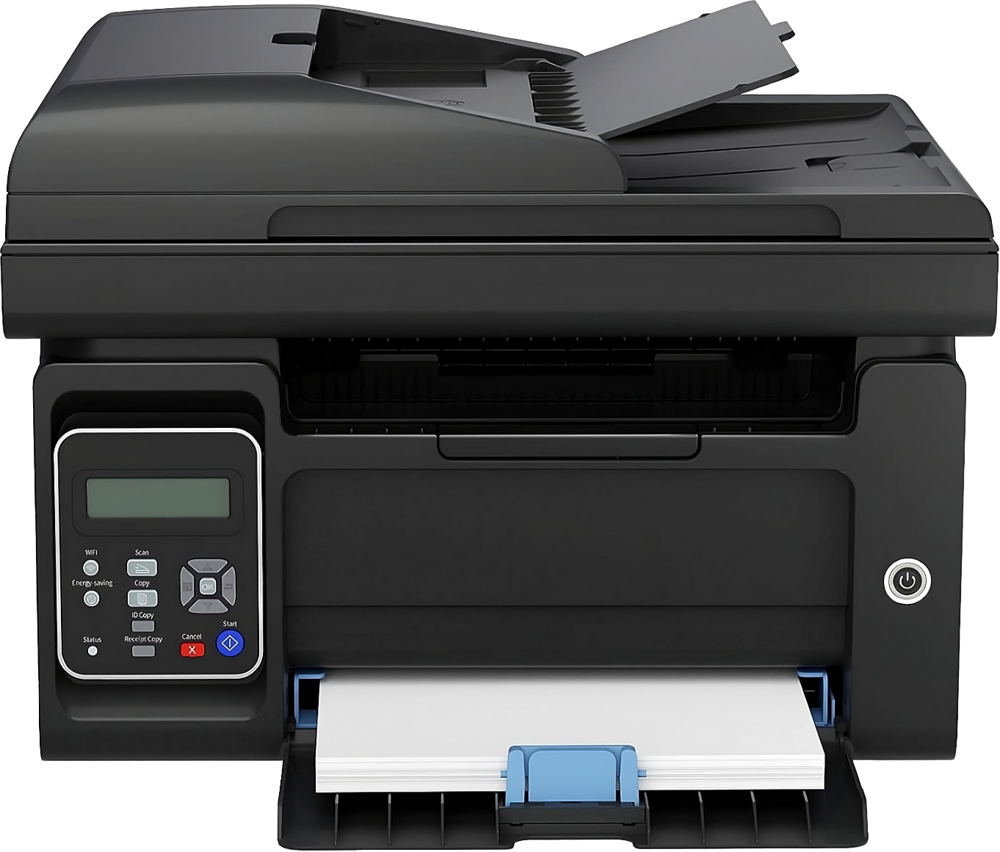 WiFi
Scan
Energy-saving
Copy
OK
ID Copy
Start
Status
Receipt Copy
Cancel
X